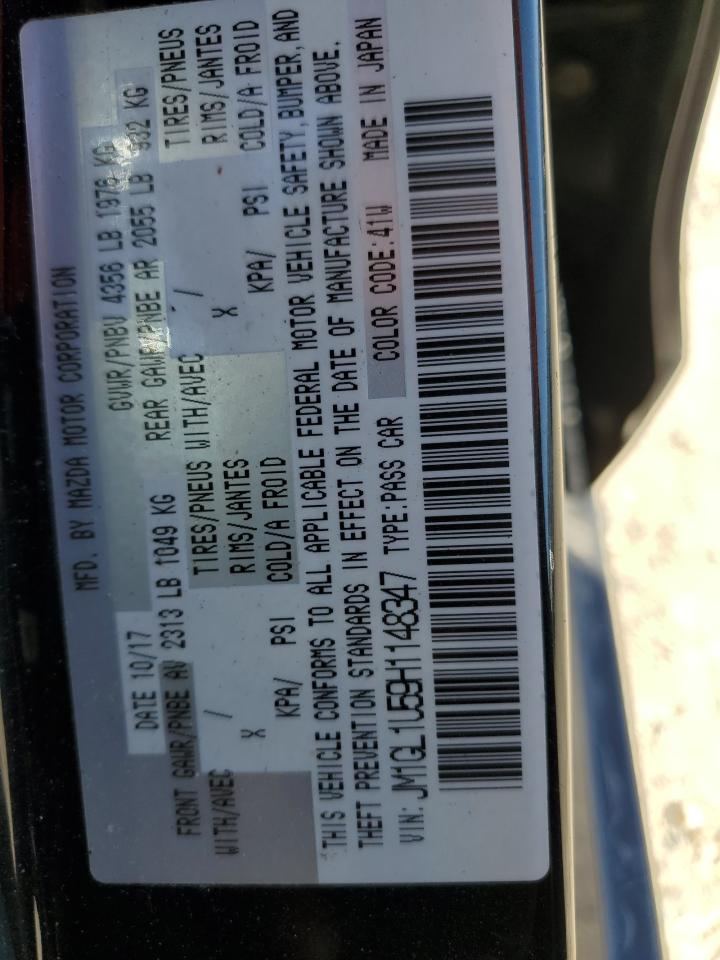 MFD. BY MAZDA MOTOR CORPORATION
DATE 10/17 GVWR/PNBV 4356 LB 1976 KG
FRONT GAWR/PNBE AV 2313 LB 1049 KG REAR GAWR/PNBE AR 2055 LB 932 KG
WITH/AVEC / TIRES/PNEUS WITH/AVEC / TIRES/PNEUS
X RIMS/JANTES X RIMS/JANTES
KPA/ PSI COLD/A FROID KPA/ PSI COLD/A FROID
THIS VEHICLE CONFORMS TO ALL APPLICABLE FEDERAL MOTOR VEHICLE SAFETY, BUMPER, AND
THEFT PREVENTION STANDARDS IN EFFECT ON THE DATE OF MANUFACTURE SHOWN ABOVE.
VIN: JM1GL1U59H1148347 TYPE:PASS CAR COLOR CODE:41W MADE IN JAPAN